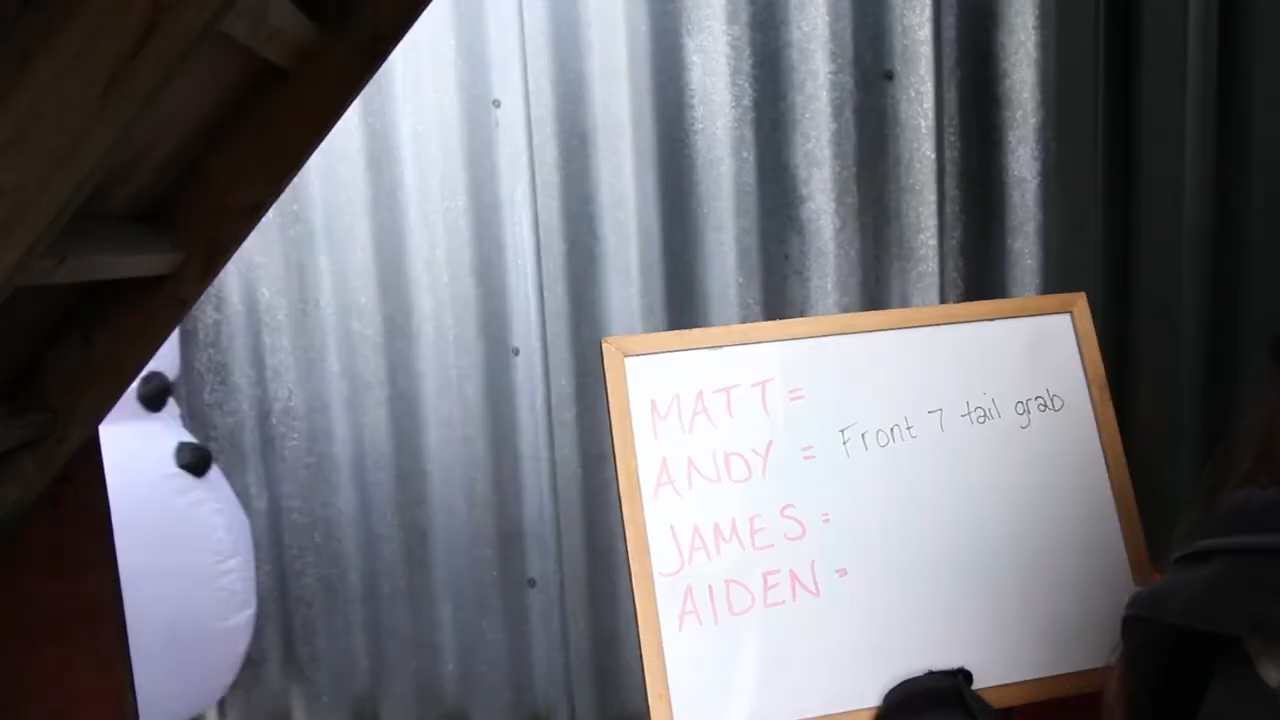 MATT =
ANDY = Front 7 tail grab
JAMES =
AIDEN =